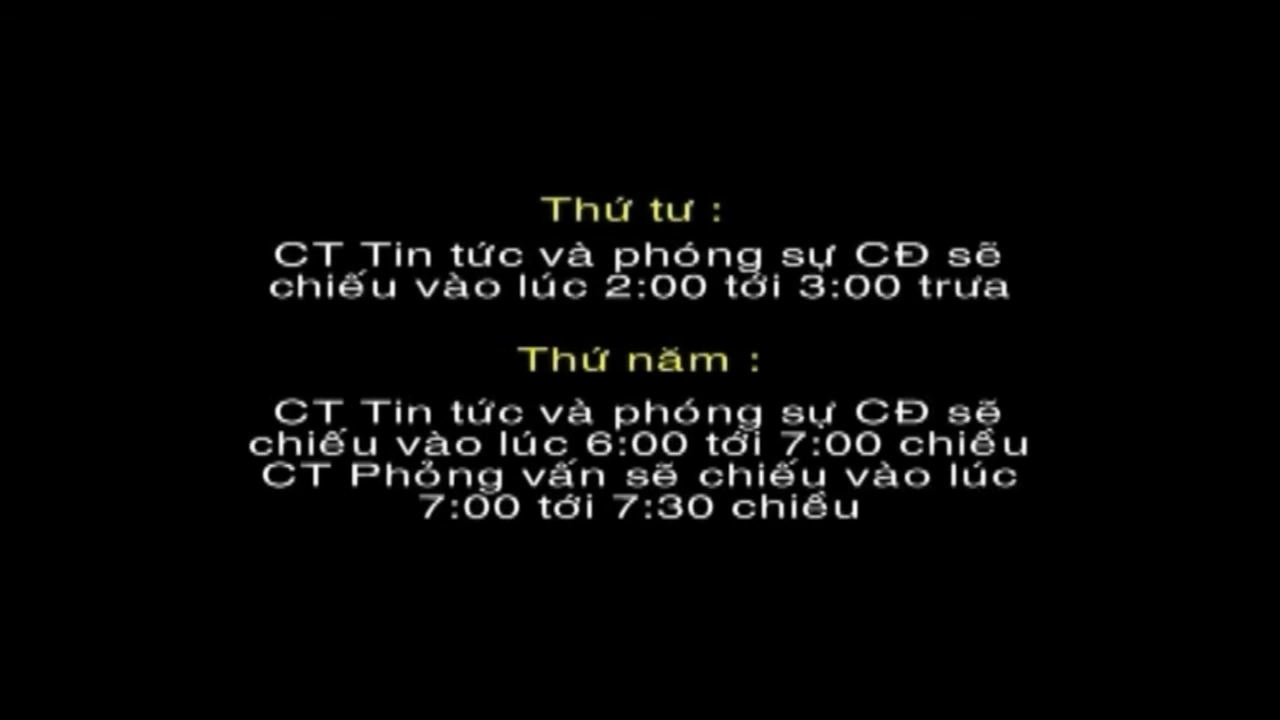 Thứ tư :
CT Tin tức và phóng sự CĐ sẽ
chiếu vào lúc 2:00 tới 3:00 trưa
Thứ năm :
CT Tin tức và phóng sự CĐ sẽ
chiếu vào lúc 6:00 tới 7:00 chiều
CT Phỏng vấn sẽ chiếu vào lúc
7:00 tới 7:30 chiều